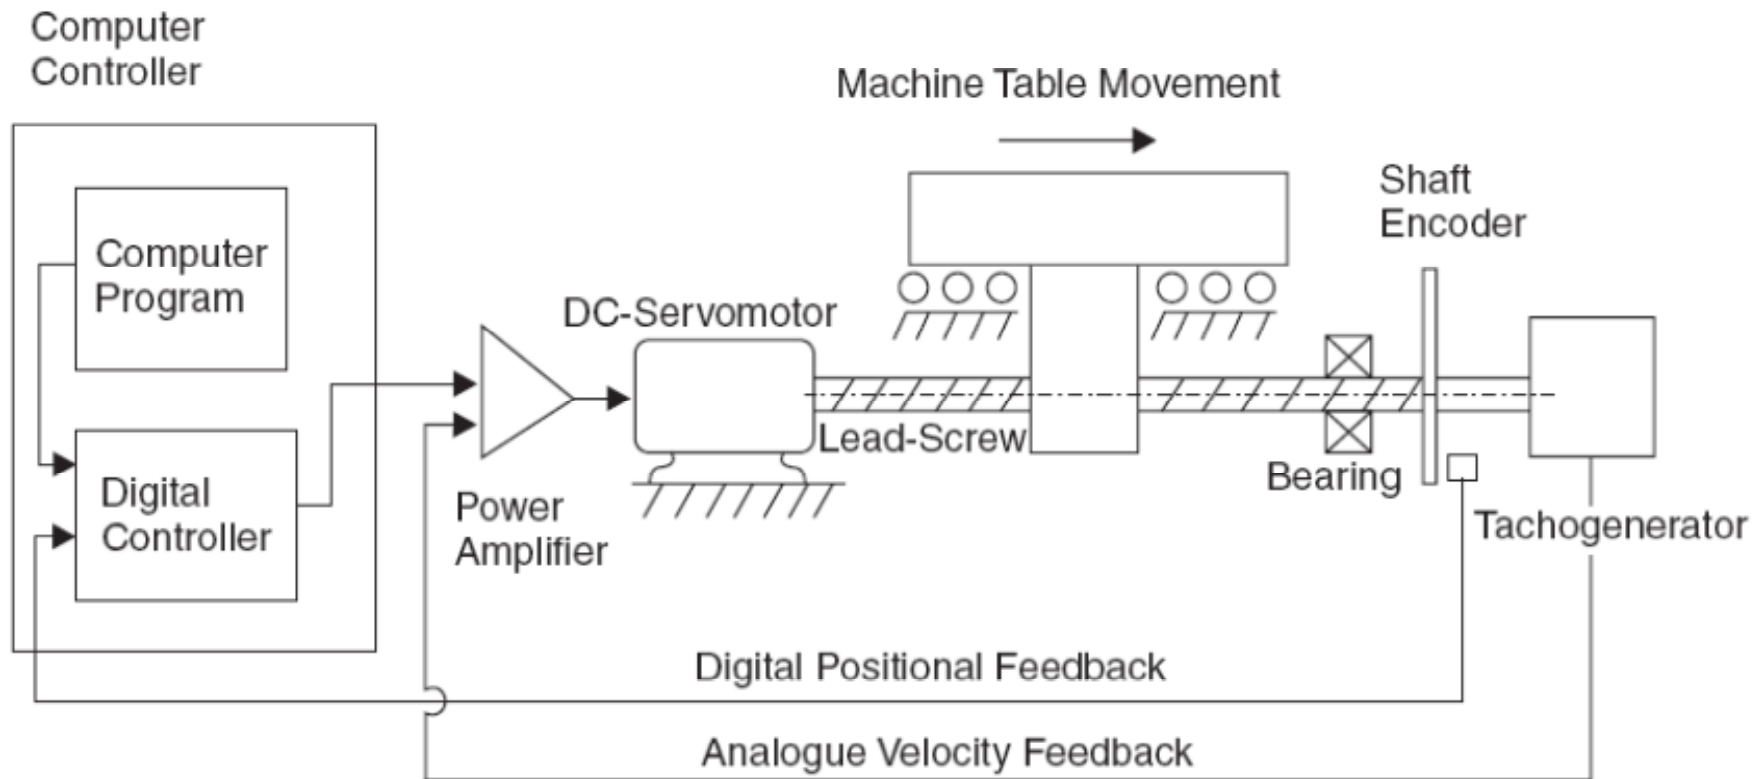 Computer
Controller
Machine Table Movement
Shaft
Encoder
Computer
Program
DC-Servomotor
Lead-Screw
Bearing
Digital
Controller
Power
Amplifier
Tachogenerator
Digital Positional Feedback
Analogue Velocity Feedback